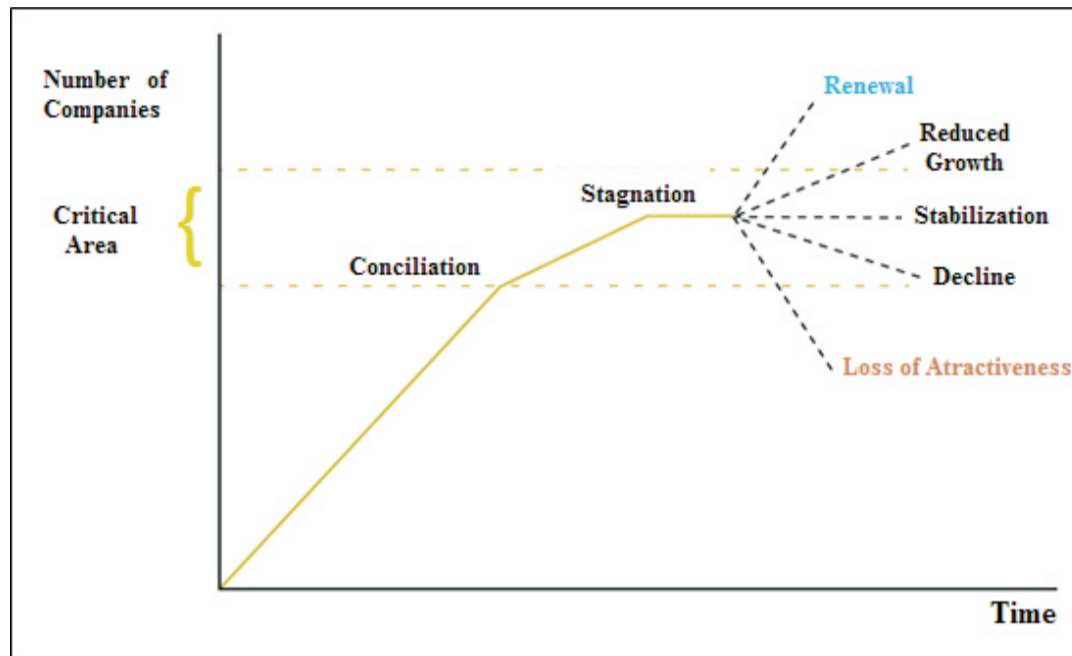 Number of
Companies
Renewal
Reduced
Growth
Stagnation
Critical
Area
Stabilization
Conciliation
Decline
Loss of Atractiveness
Time